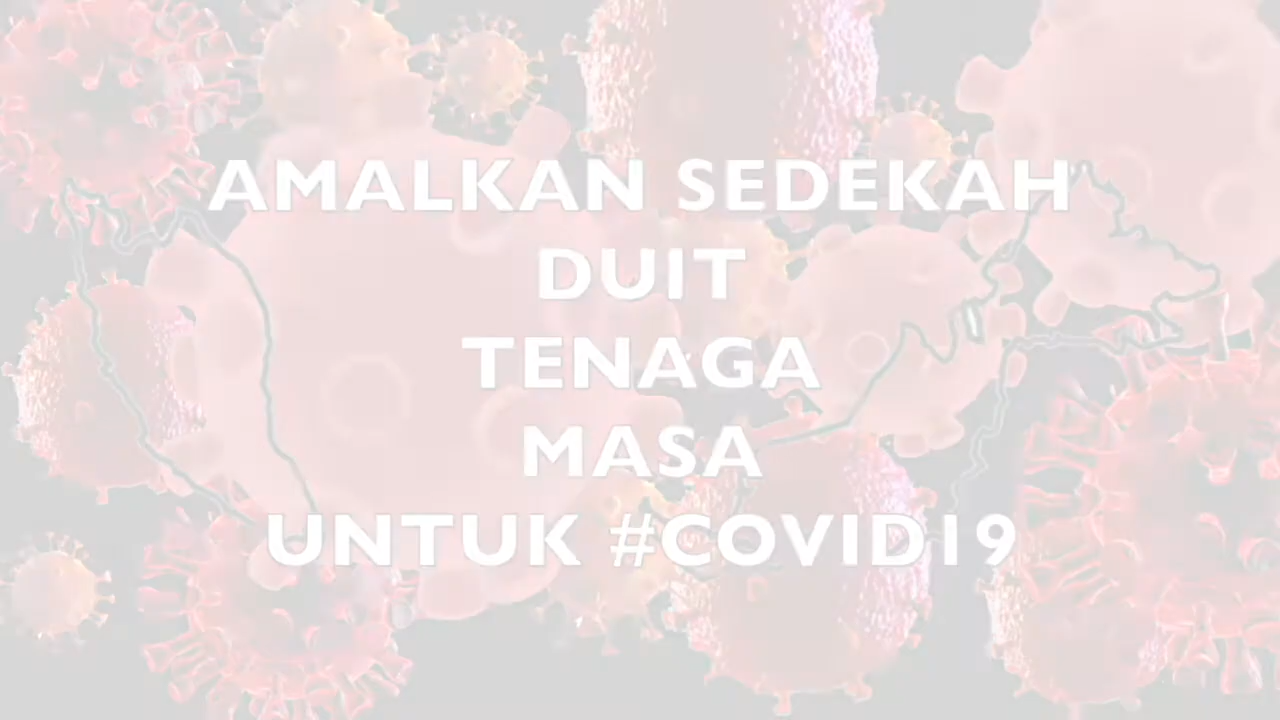 AMALKAN SEDEKAH
DUIT
TENAGA
MASA
UNTUK #COVID19